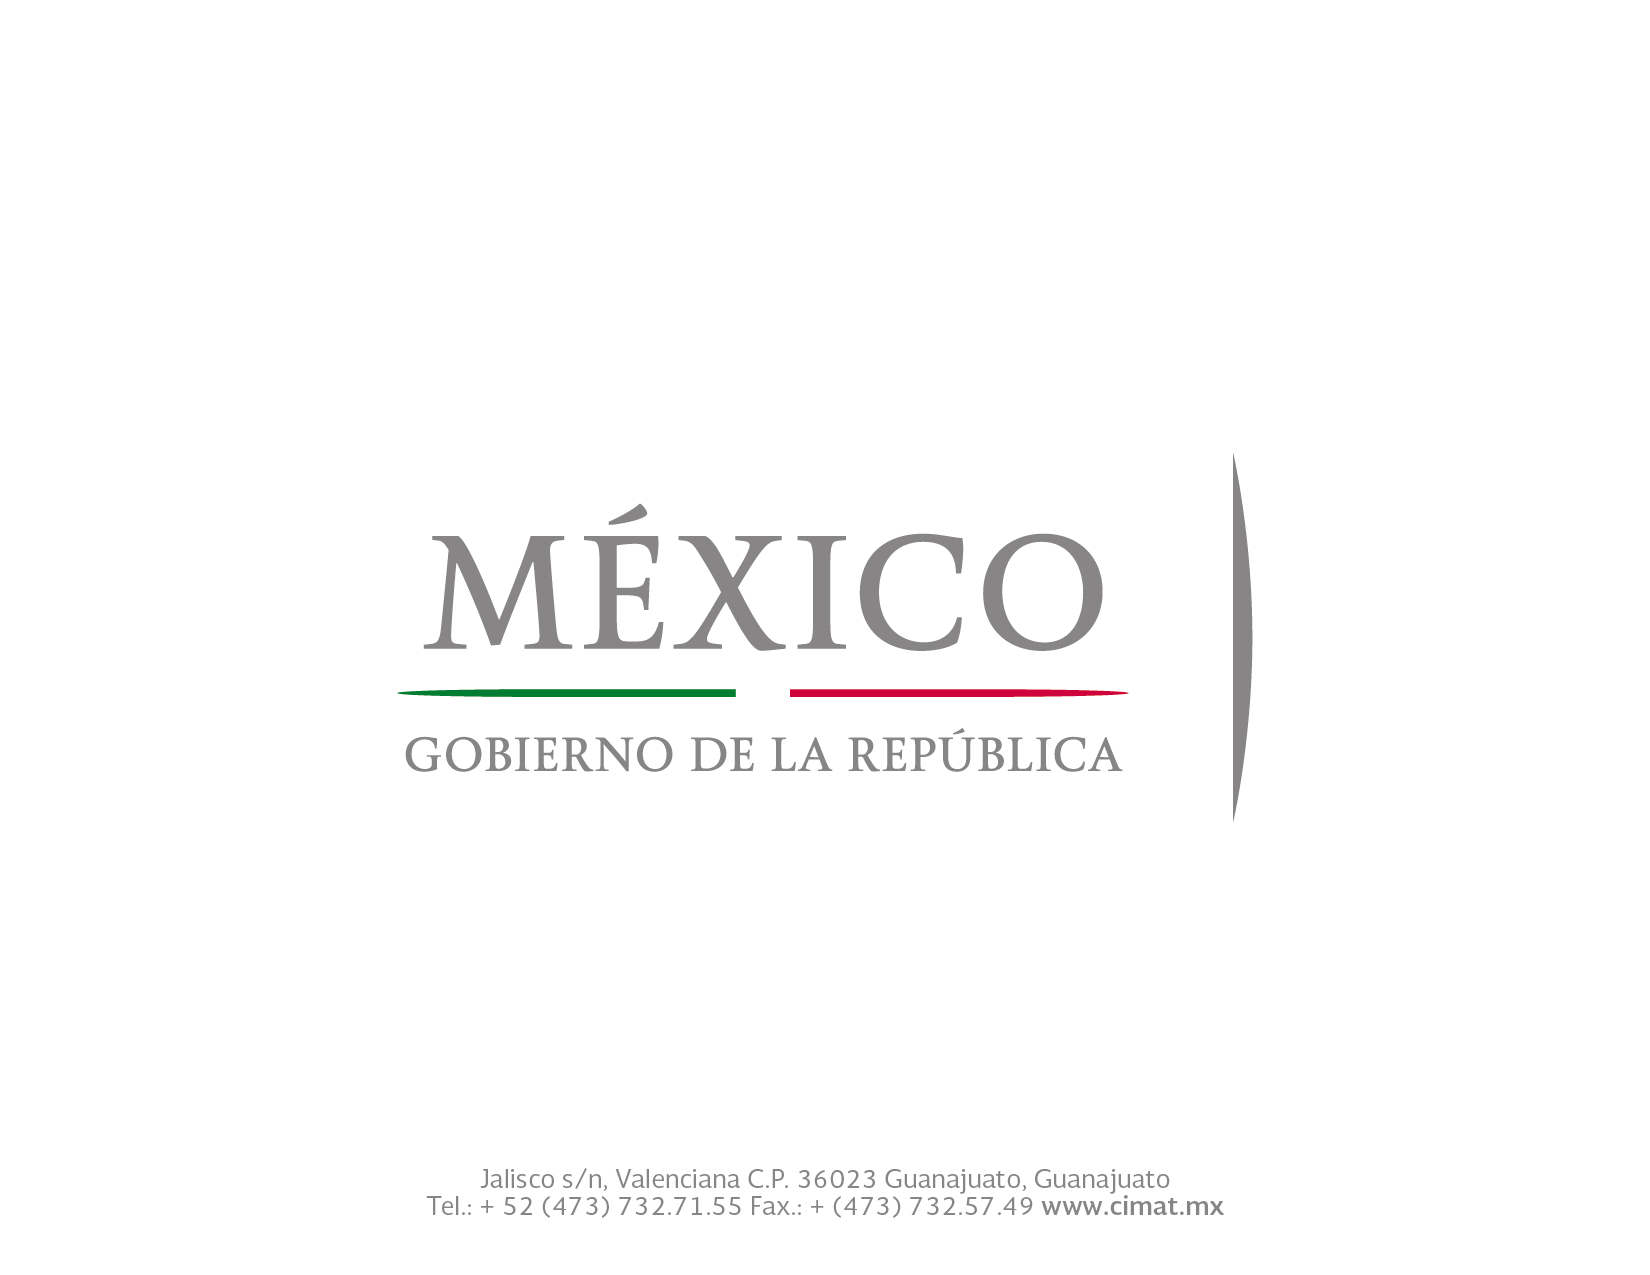 MÉXICO
GOBIERNO DE LA REPÚBLICA
Jalisco s/n, Valenciana C.P. 36023 Guanajuato, Guanajuato
Tel.: + 52 (473) 732.71.55 Fax.: + (473) 732.57.49 www.cimat.mx